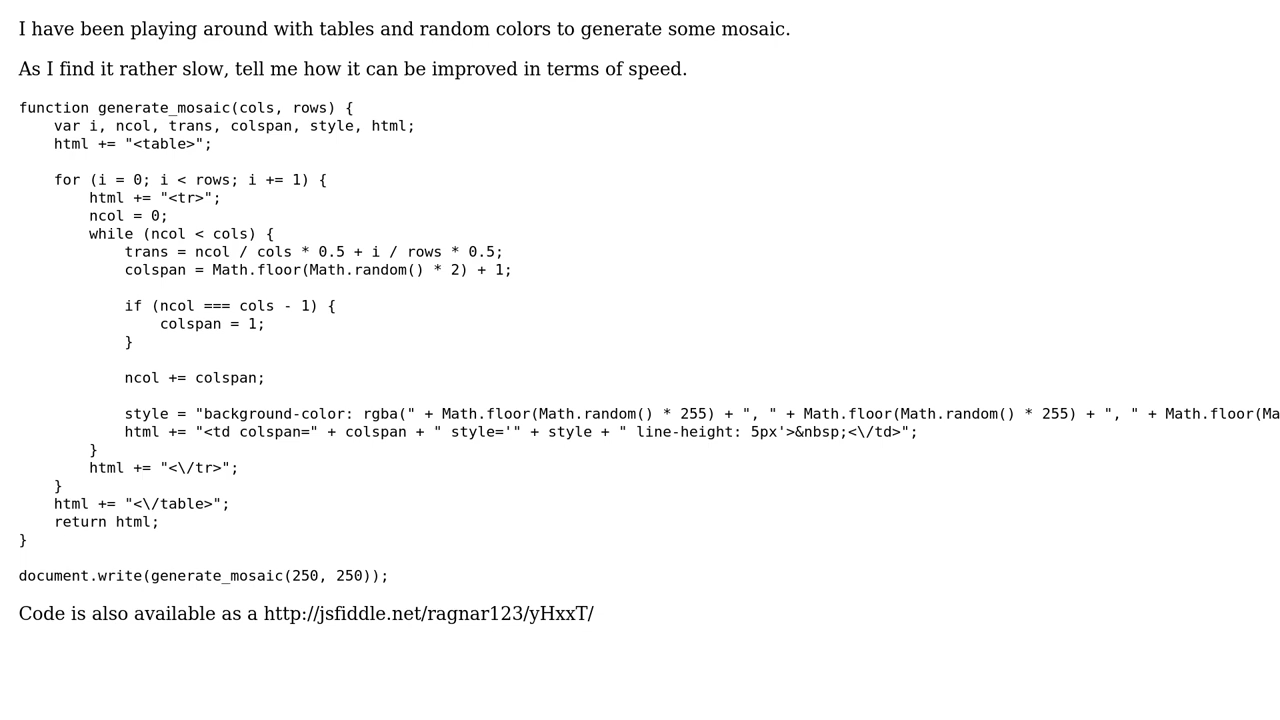 I have been playing around with tables and random colors to generate some mosaic.
As I find it rather slow, tell me how it can be improved in terms of speed.
function generate_mosaic(cols, rows) {
    var i, ncol, trans, colspan, style, html;
    html += "<table>";

    for (i = 0; i < rows; i += 1) {
        html += "<tr>";
        ncol = 0;
        while (ncol < cols) {
            trans = ncol / cols * 0.5 + i / rows * 0.5;
            colspan = Math.floor(Math.random() * 2) + 1;

            if (ncol === cols - 1) {
                colspan = 1;
            }

            ncol += colspan;

            style = "background-color: rgba(" + Math.floor(Math.random() * 255) + ", " + Math.floor(Math.random() * 255) + ", " + Math.floor(Ma
            html += "<td colspan=" + colspan + " style='" + style + " line-height: 5px'>&nbsp;<\/td>";
        }
        html += "<\/tr>";
    }
    html += "<\/table>";
    return html;
}

document.write(generate_mosaic(250, 250));
Code is also available as a http://jsfiddle.net/ragnar123/yHxxT/